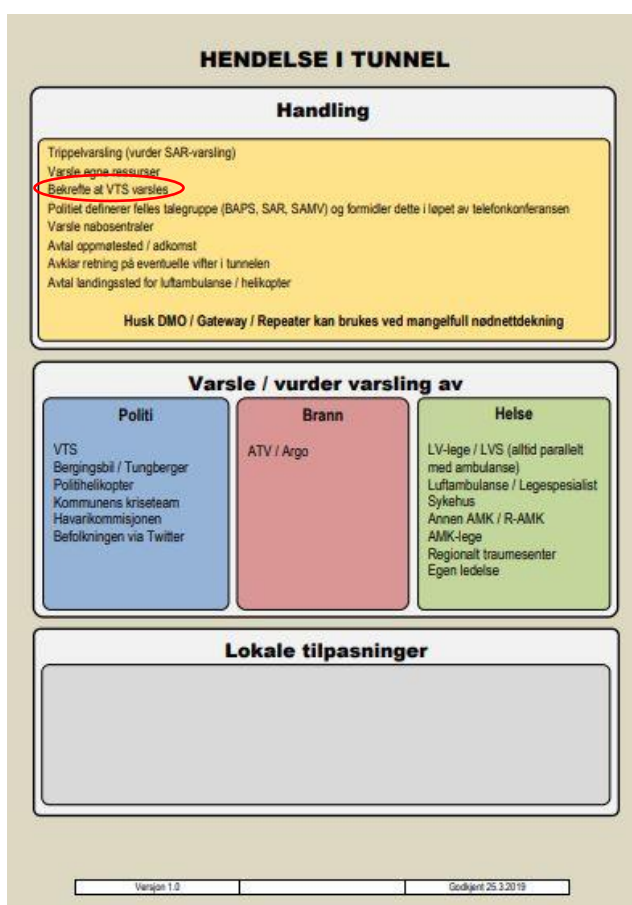 HENDELSE I TUNNEL
Handling
Trippelvarsling (vurder SAR-varsling)
Varsle egne ressurser
Bekrefte at VTS varsles
Politiet definerer felles talegruppe (BAPS, SAR, SAMV) og formidler dette i løpet av telefonkonferansen
Varsle nabosentraler
Avtal oppmøtested / adkomst
Avklar retning på eventuelle vifter i tunnelen
Avtal landingssted for luftambulanse / helikopter
Husk DMO / Gateway / Repeater kan brukes ved mangelfull nødnettdekning
Varsle / vurder varsling av
Politi
VTS
Bergingsbil / Tungberger
Politihelikopter
Kommunens kriseteam
Havarikommisjonen
Befolkningen via Twitter
Brann
ATV / Argo
Helse
LV-lege / LVS (alltid parallelt
med ambulanse)
Luftambulanse / Legespesialist
Sykehus
Annen AMK / R-AMK
AMK-lege
Regionalt traumesenter
Egen ledelse
Lokale tilpasninger
Versjon 1.0
Godkjent 25.3.2019